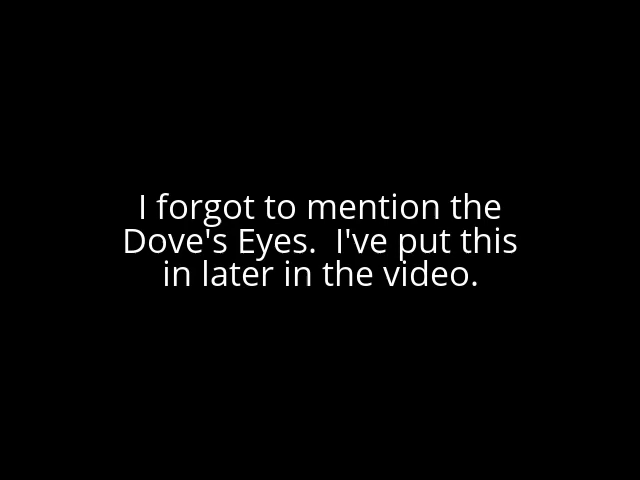 I forgot to mention the
Dove's Eyes.  I've put this
in later in the video.